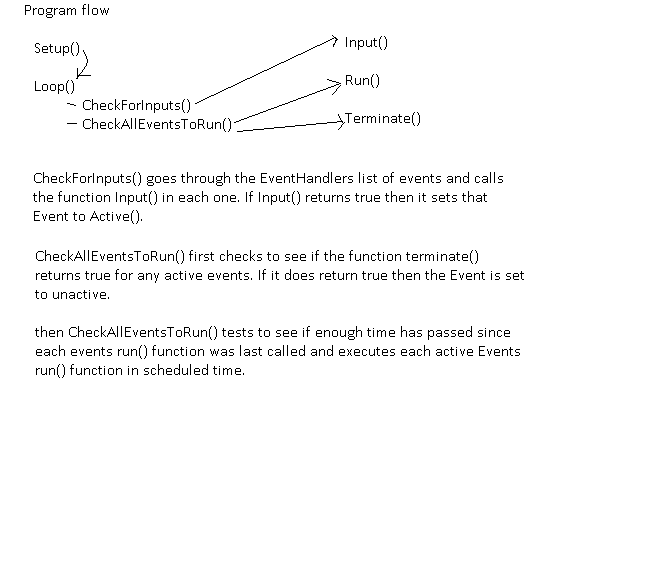 Program flow
Setup()
Input()
Loop()
Run()
– CheckForInputs()
– CheckAllEventsToRun()
Terminate()
CheckForInputs() goes through the EventHandlers list of events and calls
the function Input() in each one. If Input() returns true then it sets that
Event to Active().
CheckAllEventsToRun() first checks to see if the function terminate()
returns true for any active events. If it does return true then the Event is set
to unactive.
then CheckAllEventsToRun() tests to see if enough time has passed since
each events run() function was last called and executes each active Events
run() function in scheduled time.